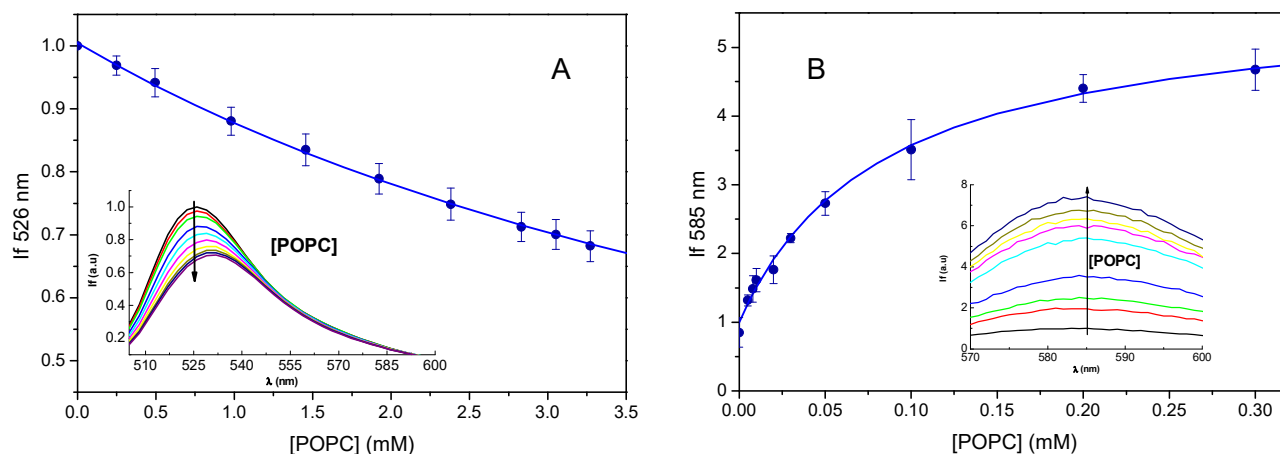 A
If 526 nm
1.0
0.9
0.8
0.7
0.6
0.5
0.0 0.5 1.0 1.5 2.0 2.5 3.0 3.5
[POPC] (mM)
If (a.u)
1.0
0.8
0.6
0.4
0.2
[POPC]
510 525 540 555 570 585 600
λ (nm)
B
If 585 nm
5
4
3
2
1
0
0.00 0.05 0.10 0.15 0.20 0.25 0.30
[POPC] (mM)
If (a.u)
8
6
4
2
0
[POPC]
570 580 590 600
λ (nm)